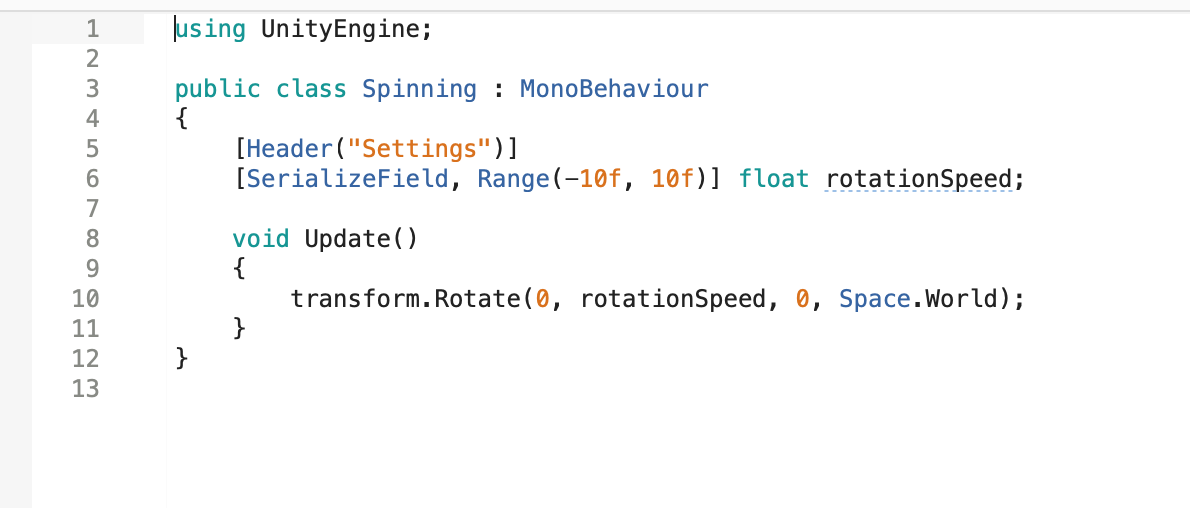 1 using UnityEngine;
2
3 public class Spinning : MonoBehaviour
4 {
5     [Header("Settings")]
6     [SerializeField, Range(-10f, 10f)] float rotationSpeed;
7
8     void Update()
9     {
10         transform.Rotate(0, rotationSpeed, 0, Space.World);
11     }
12 }
13